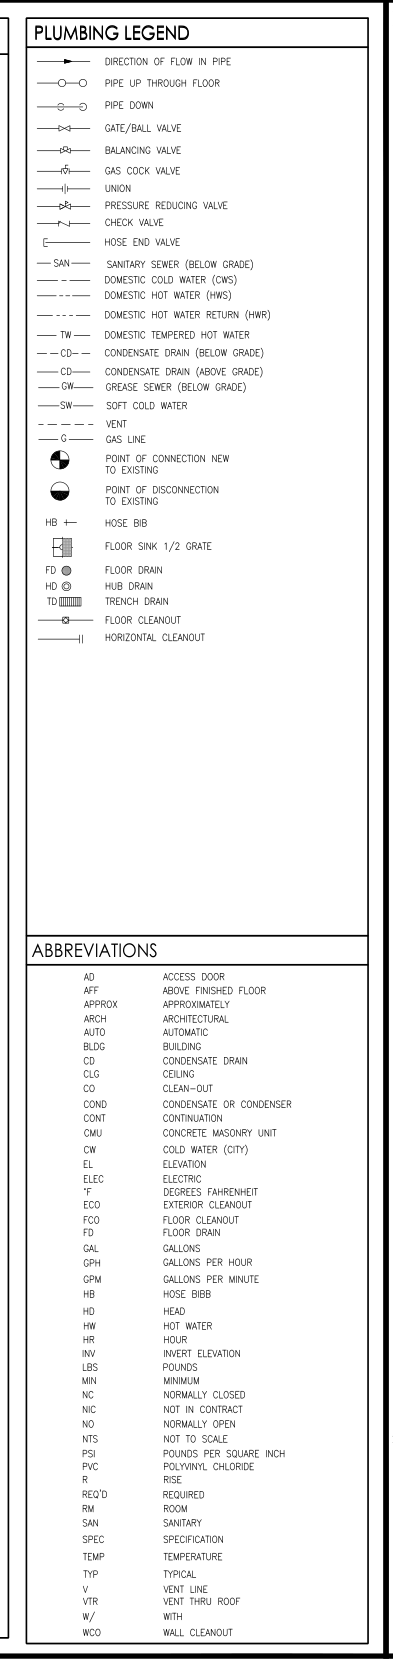 PLUMBING LEGEND
DIRECTION OF FLOW IN PIPE
PIPE UP THROUGH FLOOR
PIPE DOWN
GATE/BALL VALVE
BALANCING VALVE
GAS COCK VALVE
UNION
PRESSURE REDUCING VALVE
CHECK VALVE
HOSE END VALVE
SAN SANITARY SEWER (BELOW GRADE)
DOMESTIC COLD WATER (CWS)
DOMESTIC HOT WATER (HWS)
DOMESTIC HOT WATER RETURN (HWR)
TW DOMESTIC TEMPERED HOT WATER
CD CONDENSATE DRAIN (BELOW GRADE)
CD CONDENSATE DRAIN (ABOVE GRADE)
GW GREASE SEWER (BELOW GRADE)
SW SOFT COLD WATER
VENT
G GAS LINE
POINT OF CONNECTION NEW
TO EXISTING
POINT OF DISCONNECTION
TO EXISTING
HB HOSE BIB
FLOOR SINK 1/2 GRATE
FD FLOOR DRAIN
HD HUB DRAIN
TD TRENCH DRAIN
FLOOR CLEANOUT
HORIZONTAL CLEANOUT
ABBREVIATIONS
AD ACCESS DOOR
AFF ABOVE FINISHED FLOOR
APPROX APPROXIMATELY
ARCH ARCHITECTURAL
AUTO AUTOMATIC
BLDG BUILDING
CD CONDENSATE DRAIN
CLG CEILING
CO CLEAN-OUT
COND CONDENSATE OR CONDENSER
CONT CONTINUATION
CMU CONCRETE MASONRY UNIT
CW COLD WATER (CITY)
EL ELEVATION
ELEC ELECTRIC
°F DEGREES FAHRENHEIT
ECO EXTERIOR CLEANOUT
FCO FLOOR CLEANOUT
FD FLOOR DRAIN
GAL GALLONS
GPH GALLONS PER HOUR
GPM GALLONS PER MINUTE
HB HOSE BIBB
HD HEAD
HW HOT WATER
HR HOUR
INV INVERT ELEVATION
LBS POUNDS
MIN MINIMUM
NC NORMALLY CLOSED
NIC NOT IN CONTRACT
NO NORMALLY OPEN
NTS NOT TO SCALE
PSI POUNDS PER SQUARE INCH
PVC POLYVINYL CHLORIDE
R RISE
REQ'D REQUIRED
RM ROOM
SAN SANITARY
SPEC SPECIFICATION
TEMP TEMPERATURE
TYP TYPICAL
V VENT LINE
VTR VENT THRU ROOF
W/ WITH
WCO WALL CLEANOUT